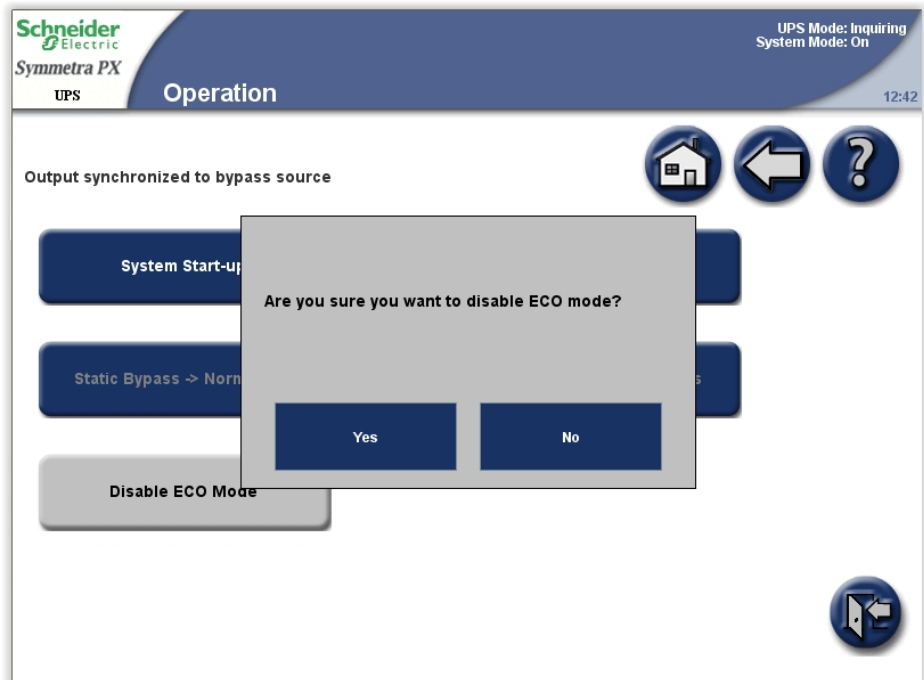 Schneider
Electric
Symmetra PX
UPS
Operation
UPS Mode: Inquiring
System Mode: On
12:42
Output synchronized to bypass source
?
System Start-up
Are you sure you want to disable ECO mode?
Static Bypass -> Norm
s
Yes
No
Disable ECO Mode